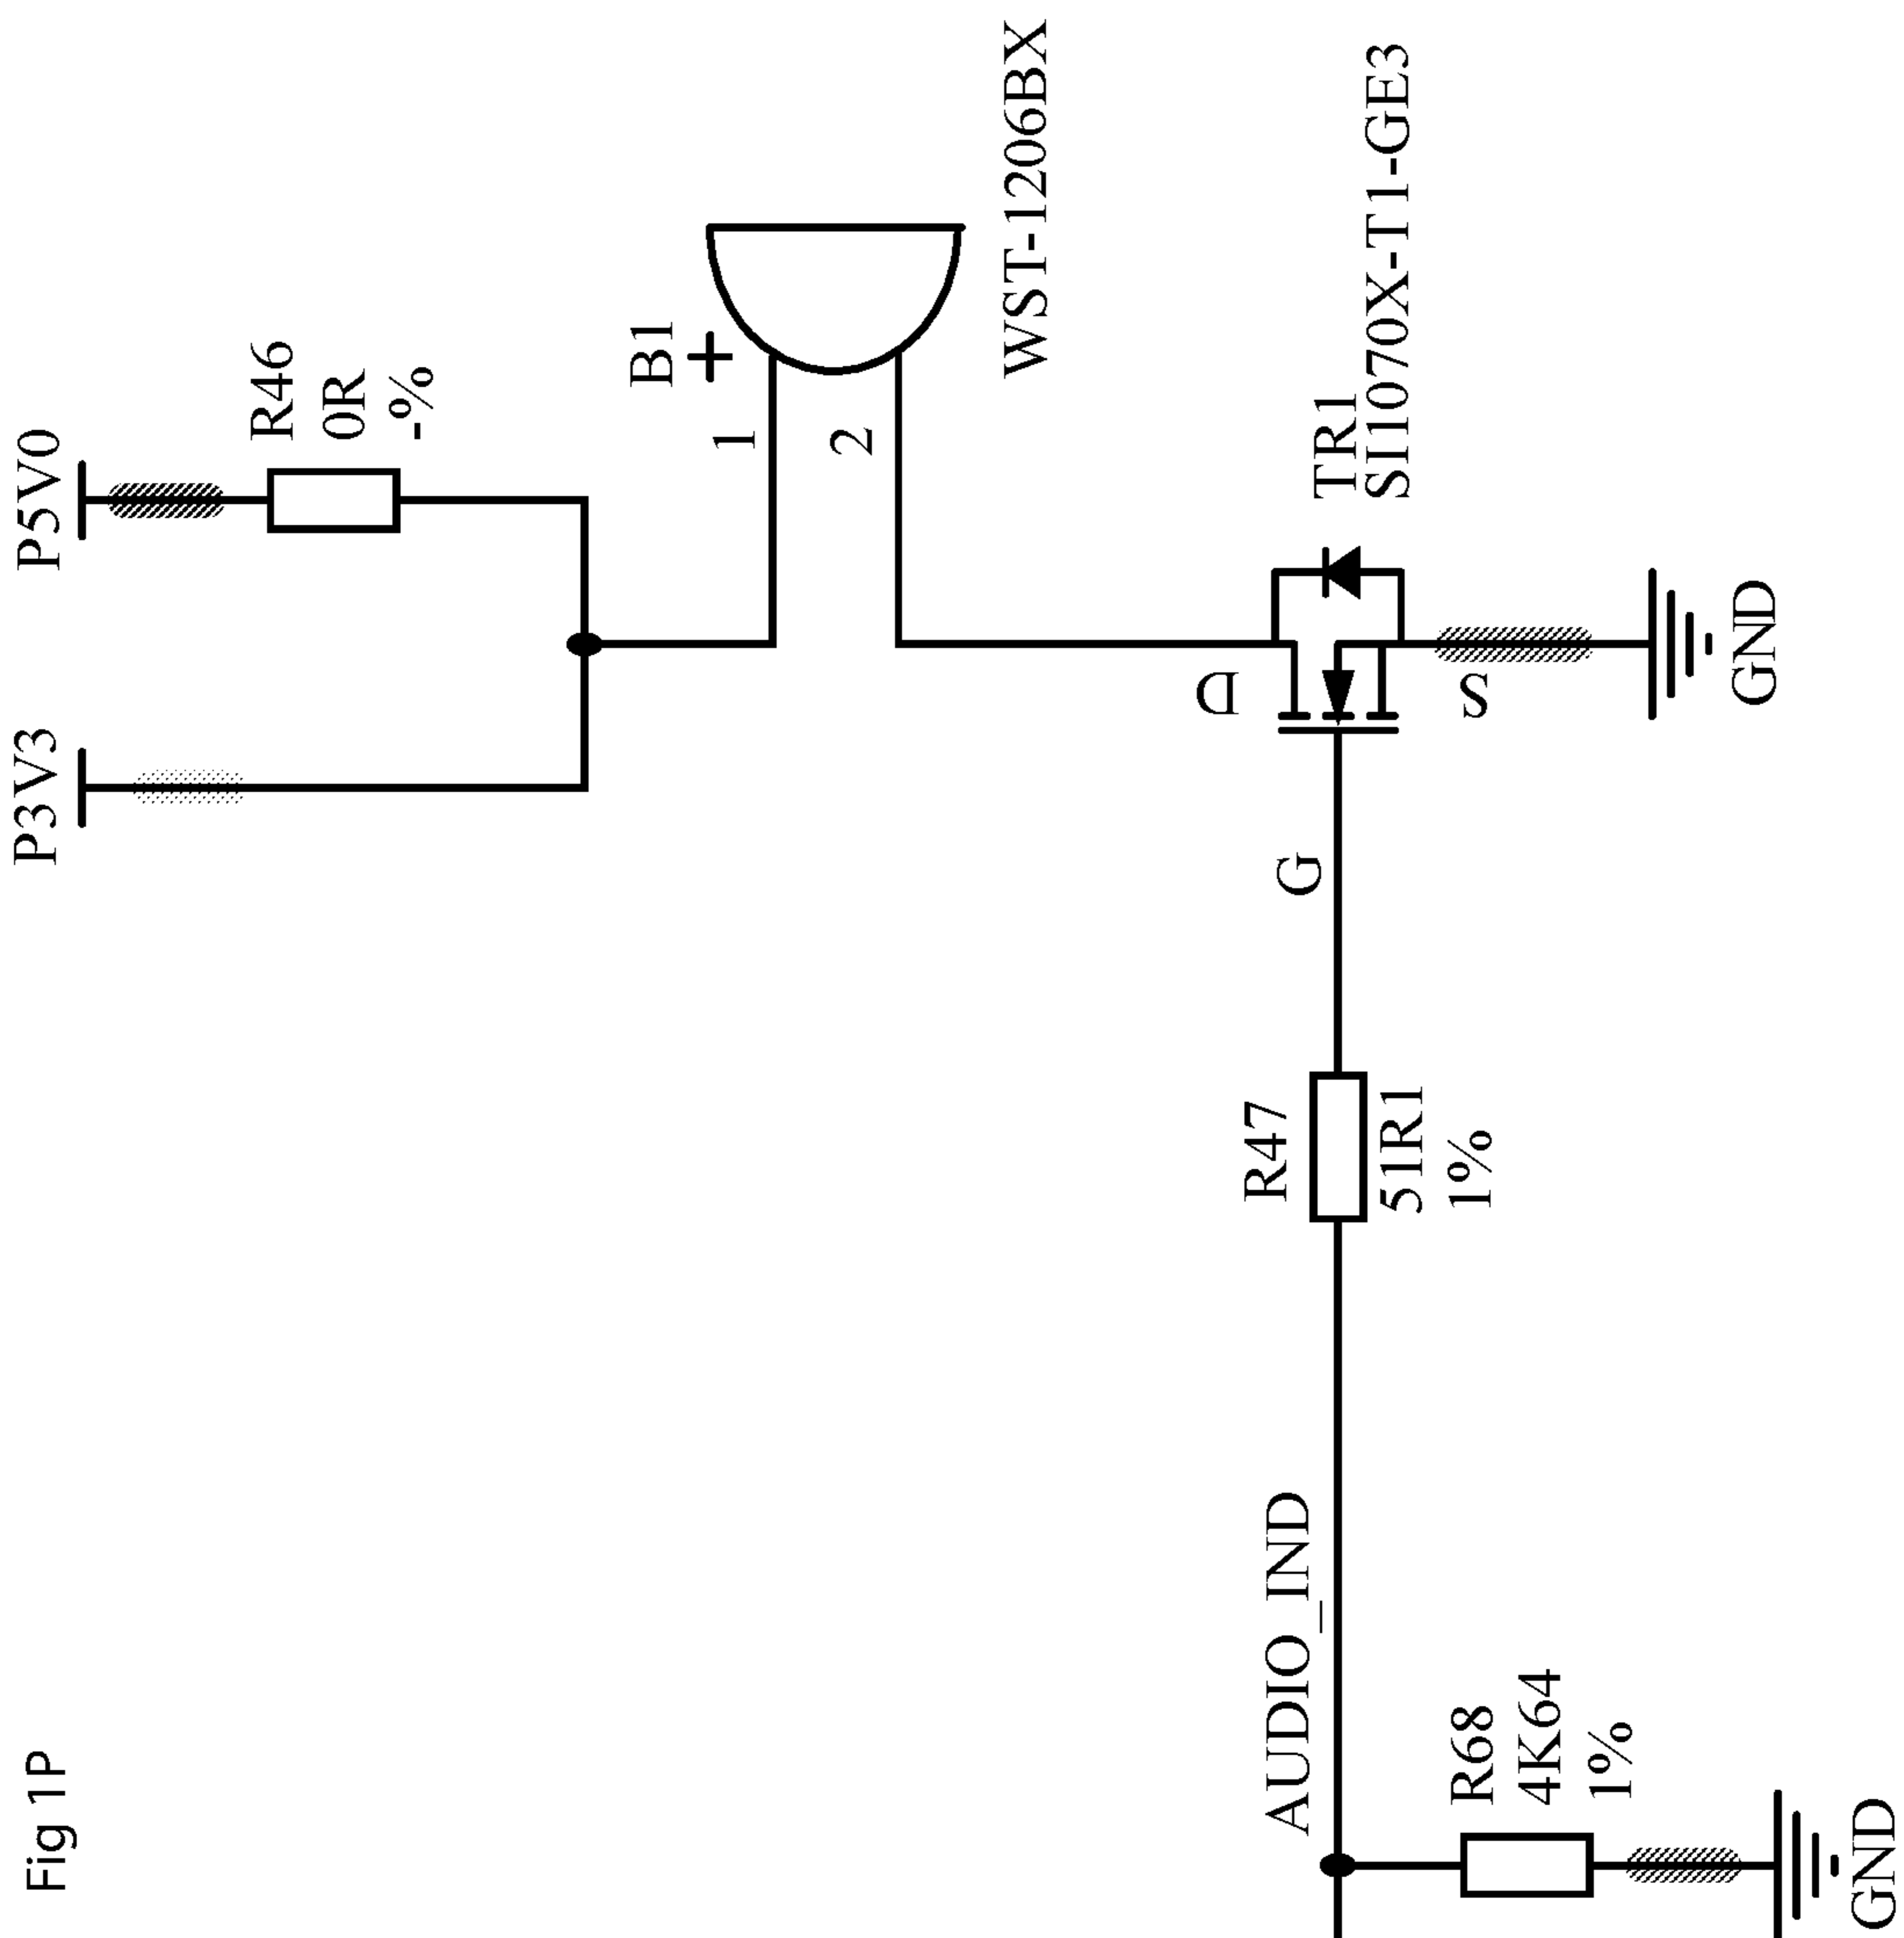 Fig 1P
P3V3
P5V0
R46
0R
-%
B1
+
1
2
WST-1206BX
TR1
SI1070X-T1-GE3
D
S
G
GND
R47
51R1
1%
AUDIO_IND
R68
4K64
1%
GND